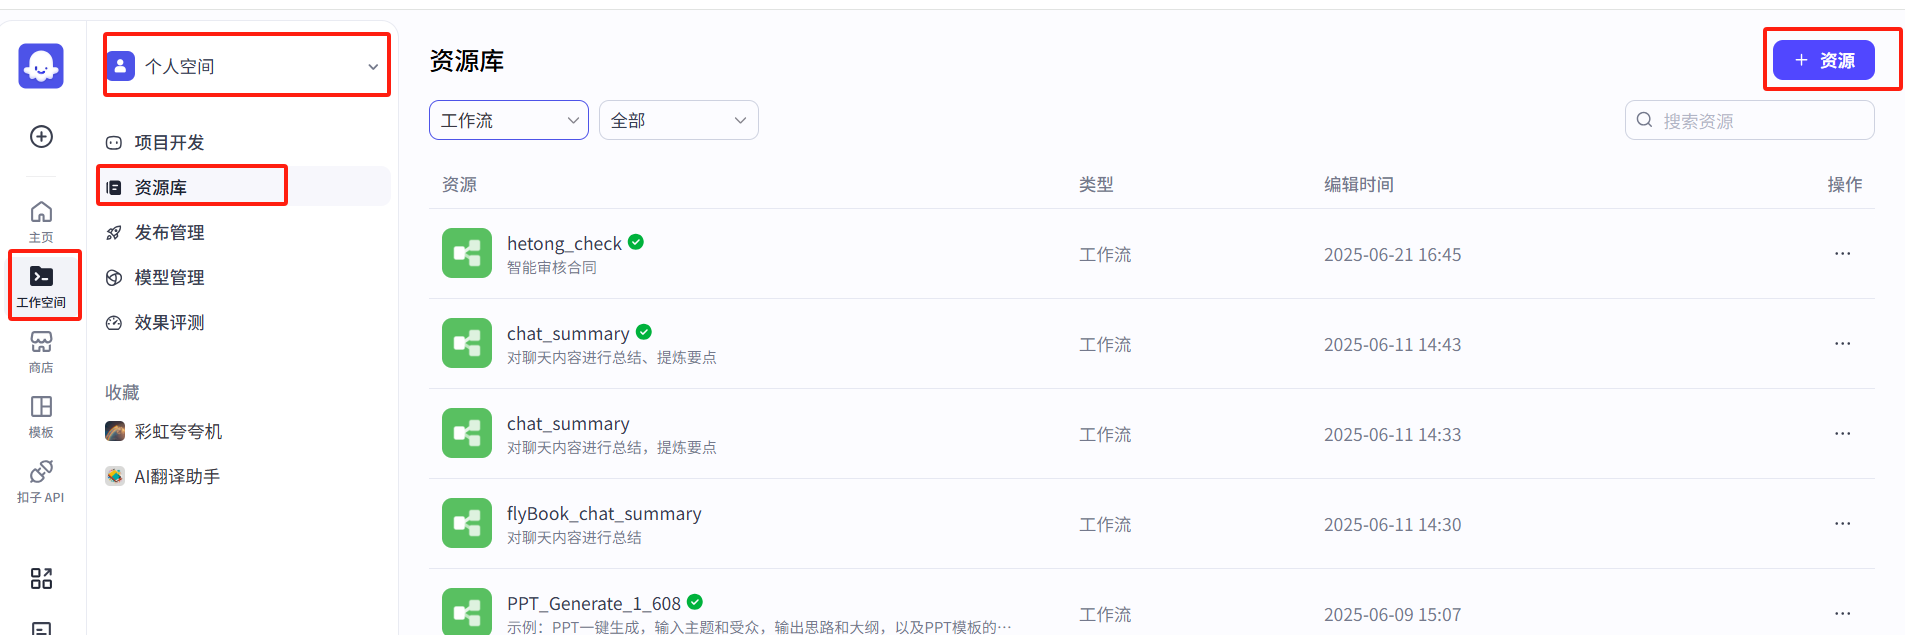 主页
工作空间
商店
模板
扣子 API
个人空间
项目开发
资源库
发布管理
模型管理
效果评测
收藏
彩虹夸夸机
AI翻译助手
资源库
+ 资源
工作流
全部
搜索资源
资源 类型 编辑时间 操作
hetong_check
智能审核合同
工作流 2025-06-21 16:45 ...
chat_summary
对聊天内容进行总结、提炼要点
工作流 2025-06-11 14:43 ...
chat_summary
对聊天内容进行总结，提炼要点
工作流 2025-06-11 14:33 ...
flyBook_chat_summary
对聊天内容进行总结
工作流 2025-06-11 14:30 ...
PPT_Generate_1_608
示例：PPT一键生成，输入主题和受众，输出思路和大纲，以及PPT模板的…
工作流 2025-06-09 15:07 ...